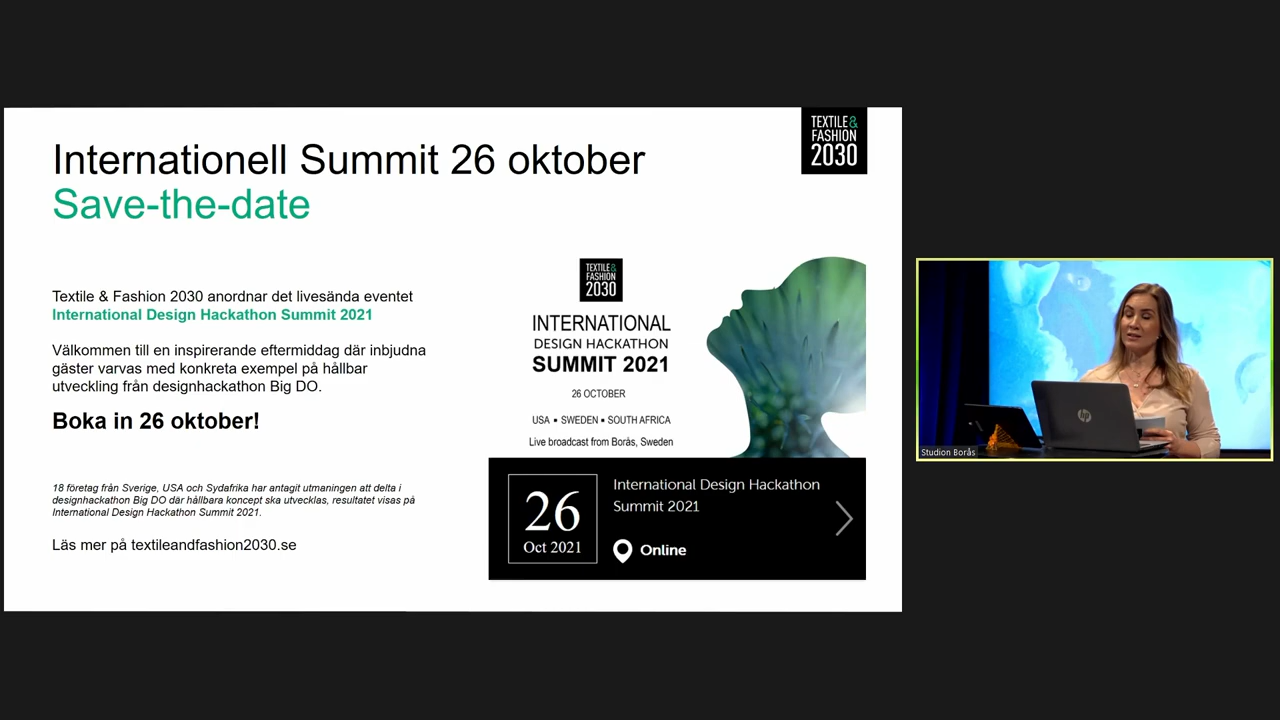 Internationell Summit 26 oktober
Save-the-date
TEXTILE&
FASHION
2030
Textile & Fashion 2030 anordnar det livesända eventet
International Design Hackathon Summit 2021
Välkommen till en inspirerande eftermiddag där inbjudna
gäster varvas med konkreta exempel på hållbar
utveckling från designhackathon Big DO.
Boka in 26 oktober!
18 företag från Sverige, USA och Sydafrika har antagit utmaningen att delta i
designhackathon Big DO där hållbara koncept ska utvecklas, resultatet visas på
International Design Hackathon Summit 2021.
Läs mer på textileandfashion2030.se
TEXTILE&
FASHION
2030
INTERNATIONAL
DESIGN HACKATHON
SUMMIT 2021
26 OCTOBER
USA ▪ SWEDEN ▪ SOUTH AFRICA
Live broadcast from Borås, Sweden
26
Oct 2021
International Design Hackathon
Summit 2021
Online
hp
Studion Borås